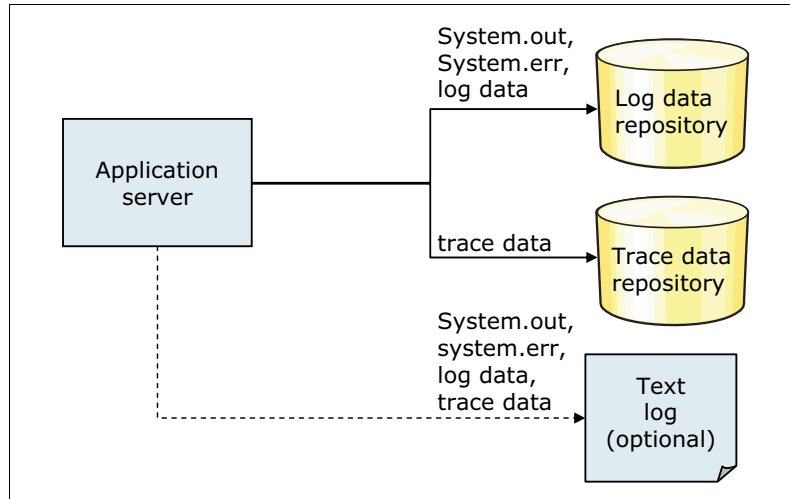 System.out,
System.err,
log data
Log data
repository
Application
server
trace data
Trace data
repository
System.out,
system.err,
log data,
trace data
Text
log
(optional)